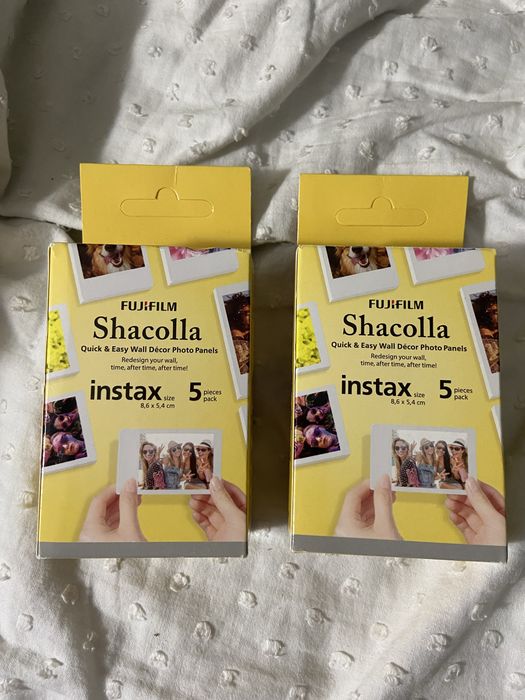 FUJIFILM
Shacolla
Quick & Easy Wall Décor Photo Panels
Redesign your wall,
time, after time, after time!
instax size 5 pieces pack
8,6 x 5,4 cm
FUJIFILM
Shacolla
Quick & Easy Wall Décor Photo Panels
Redesign your wall,
time, after time, after time!
instax size 5 pieces pack
8,6 x 5,4 cm